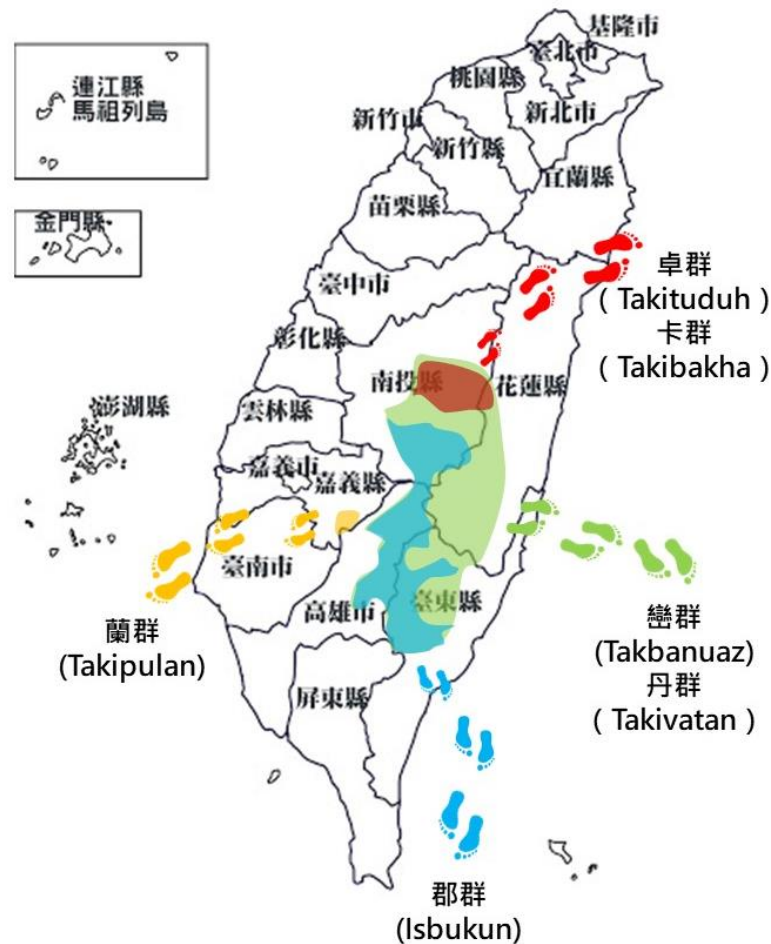 基隆市
臺北市
桃園縣
新北市
連江縣
馬祖列島
新竹市
新竹縣
宜蘭縣
苗栗縣
金門縣
臺中市
卓群
( Takituduh )
卡群
( Takibakha )
彰化縣
南投縣
花蓮縣
澎湖縣
雲林縣
嘉義市
嘉義縣
臺南市
高雄市
臺東縣
蘭群
(Takipulan)
巒群
(Takbanuaz)
丹群
( Takivatan )
屏東縣
郡群
(Isbukun)